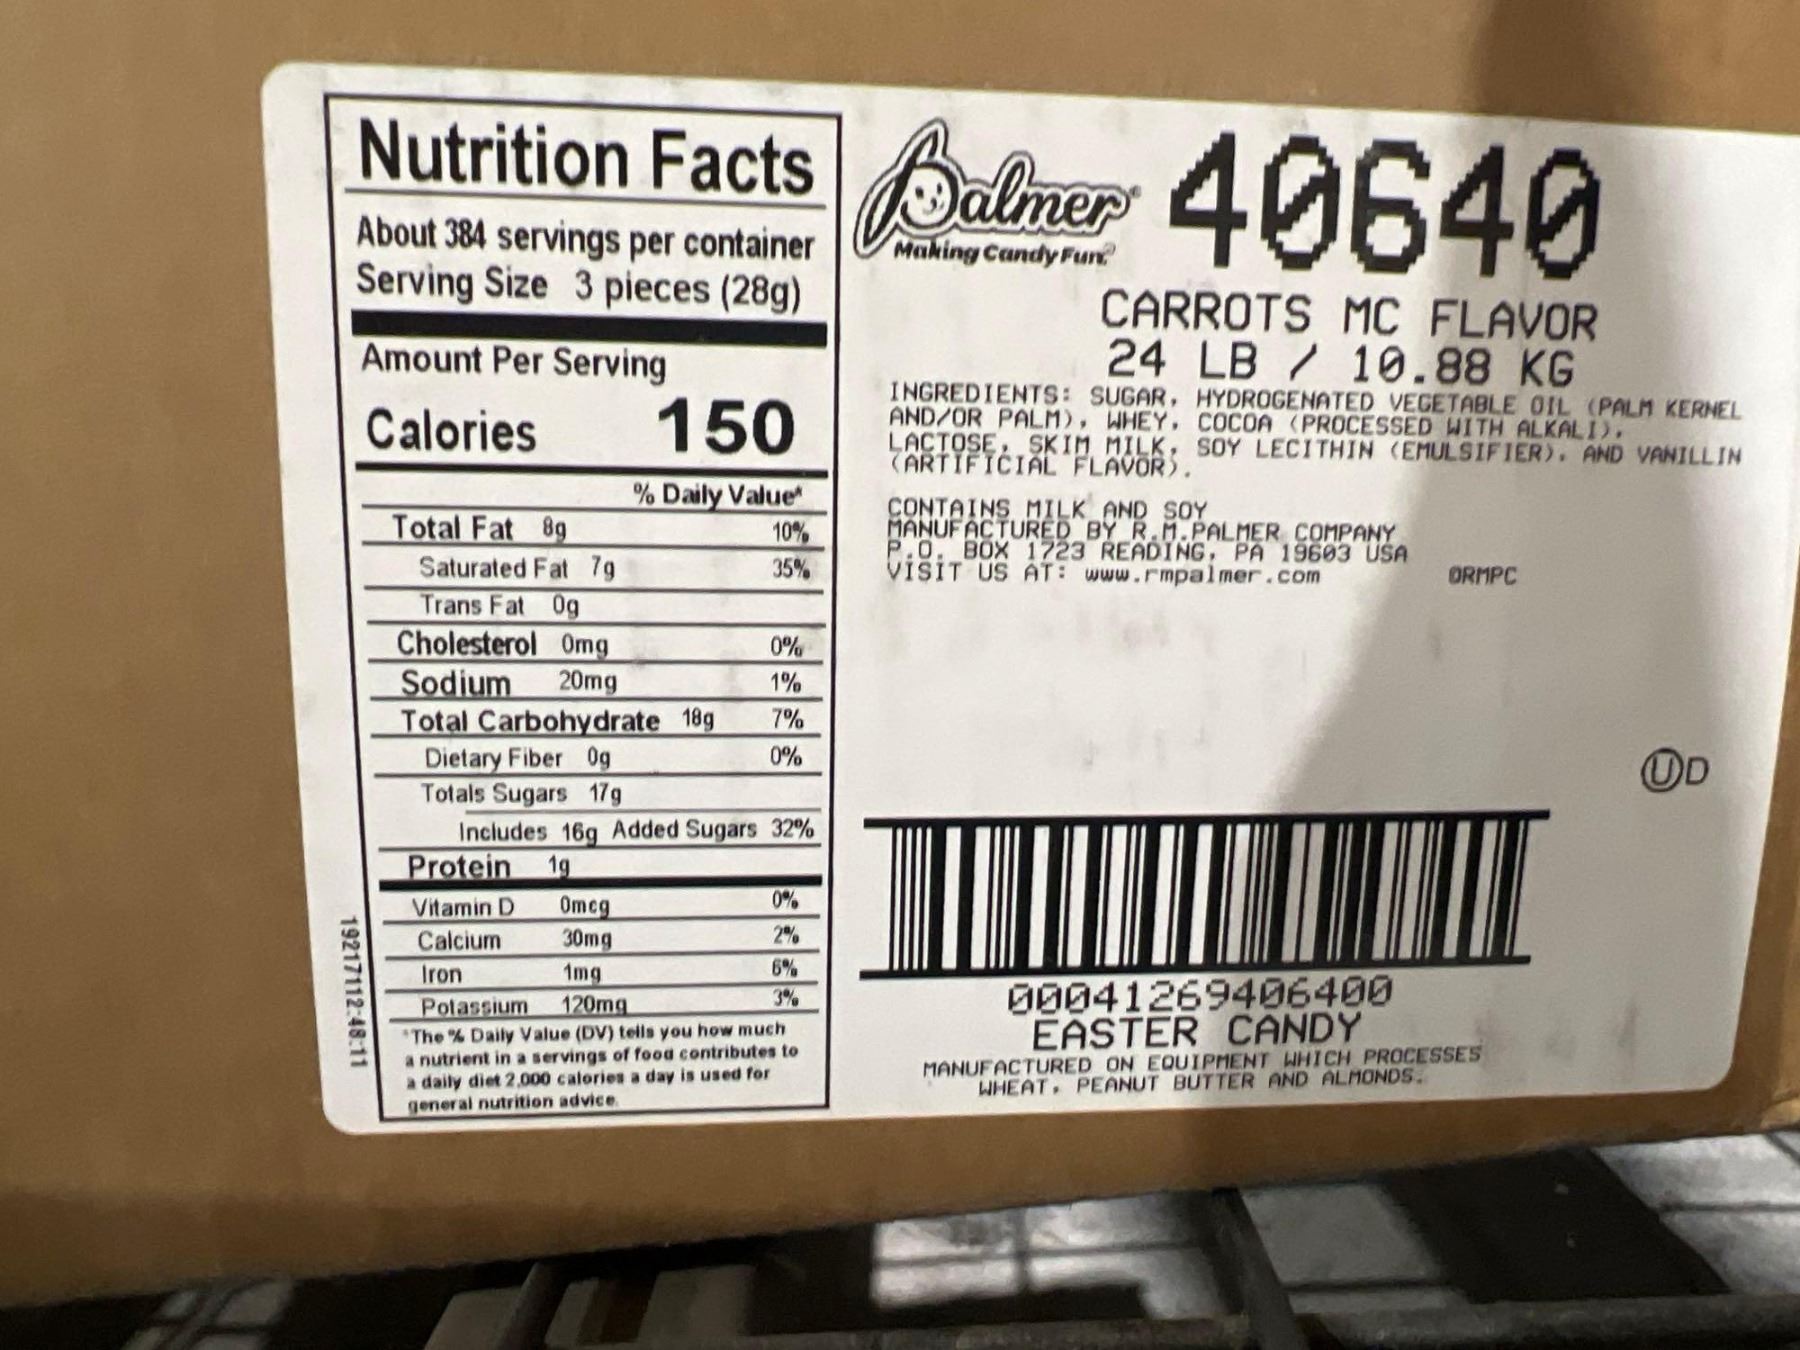 Nutrition Facts
About 384 servings per container
Serving Size 3 pieces (28g)
Amount Per Serving
Calories 150
% Daily Value*
Total Fat 8g 10%
Saturated Fat 7g 35%
Trans Fat 0g
Cholesterol 0mg 0%
Sodium 20mg 1%
Total Carbohydrate 18g 7%
Dietary Fiber 0g 0%
Totals Sugars 17g
Includes 16g Added Sugars 32%
Protein 1g
Vitamin D 0mcg 0%
Calcium 30mg 2%
Iron 1mg 6%
Potassium 120mg 3%
*The % Daily Value (DV) tells you how much
a nutrient in a servings of food contributes to
a daily diet 2,000 calories a day is used for
general nutrition advice.
19217112:48:11
Palmer®
Making Candy Fun.®
40640
CARROTS MC FLAVOR
24 LB / 10.88 KG
INGREDIENTS: SUGAR, HYDROGENATED VEGETABLE OIL (PALM KERNEL
AND/OR PALM), WHEY, COCOA (PROCESSED WITH ALKALI),
LACTOSE, SKIM MILK, SOY LECITHIN (EMULSIFIER), AND VANILLIN
(ARTIFICIAL FLAVOR).
CONTAINS MILK AND SOY
MANUFACTURED BY R.M.PALMER COMPANY
P.O. BOX 1723 READING, PA 19603 USA
VISIT US AT: www.rmpalmer.com ©RMPC
Ⓤ D
00041269406400
EASTER CANDY
MANUFACTURED ON EQUIPMENT WHICH PROCESSES
WHEAT, PEANUT BUTTER AND ALMONDS.